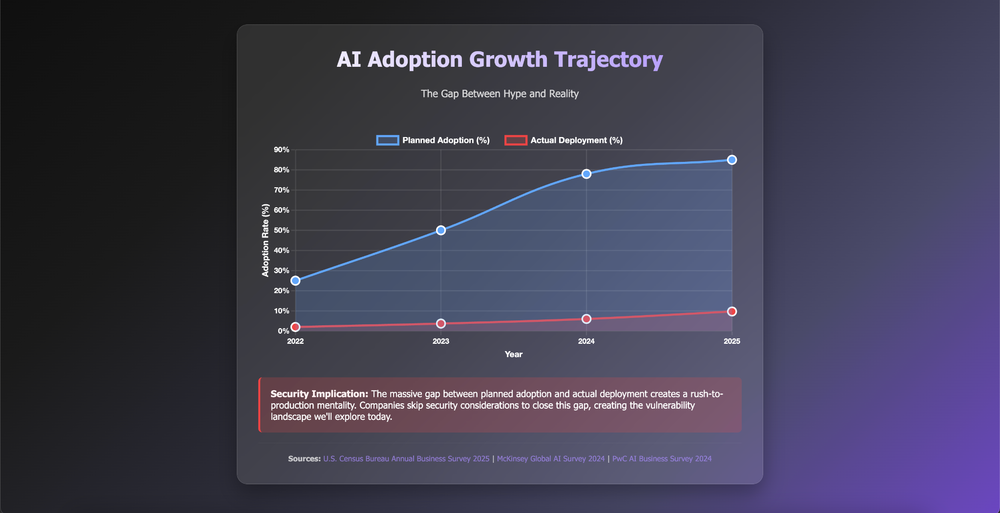 AI Adoption Growth Trajectory
The Gap Between Hype and Reality
Planned Adoption (%)
Actual Deployment (%)
Adoption Rate (%)
90%
80%
70%
60%
50%
40%
30%
20%
10%
0%
2022
2023
2024
2025
Year
Security Implication: The massive gap between planned adoption and actual deployment creates a rush-to-
production mentality. Companies skip security considerations to close this gap, creating the vulnerability
landscape we'll explore today.
Sources: U.S. Census Bureau Annual Business Survey 2025 | McKinsey Global AI Survey 2024 | PwC AI Business Survey 2024